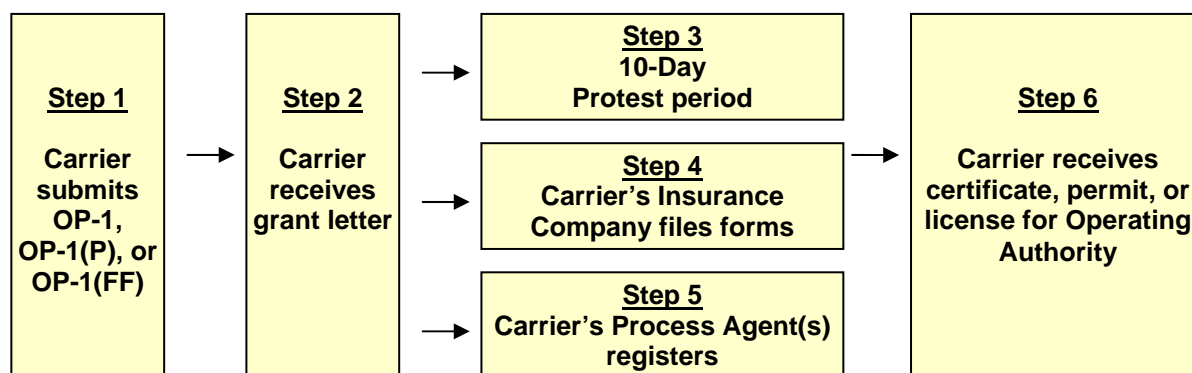 Step 1
Carrier
submits
OP-1,
OP-1(P), or
OP-1(FF)
Step 2
Carrier
receives
grant letter
Step 3
10-Day
Protest period
Step 4
Carrier's Insurance
Company files forms
Step 5
Carrier's Process Agent(s)
registers
Step 6
Carrier receives
certificate, permit, or
license for Operating
Authority